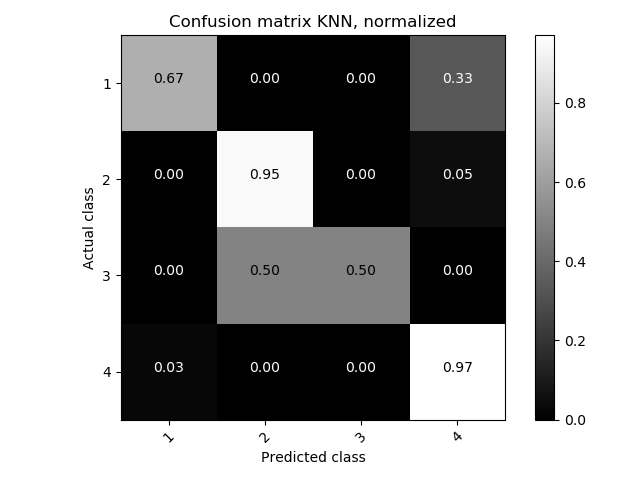 Confusion matrix KNN, normalized
1 0.67 0.00 0.00 0.33
2 0.00 0.95 0.00 0.05
3 0.00 0.50 0.50 0.00
4 0.03 0.00 0.00 0.97
1 2 3 4
Predicted class
Actual class
0.8
0.6
0.4
0.2
0.0